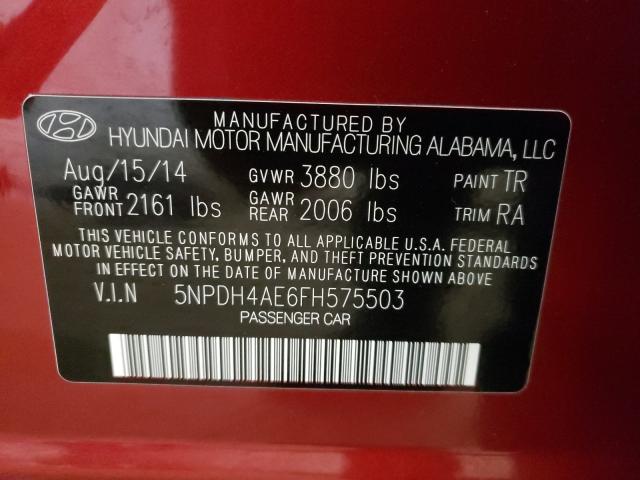 MANUFACTURED BY
HYUNDAI MOTOR MANUFACTURING ALABAMA, LLC
Aug/15/14 GVWR 3880 lbs PAINT TR
GAWR FRONT 2161 lbs GAWR REAR 2006 lbs TRIM RA
THIS VEHICLE CONFORMS TO ALL APPLICABLE U.S.A. FEDERAL
MOTOR VEHICLE SAFETY, BUMPER, AND THEFT PREVENTION STANDARDS
IN EFFECT ON THE DATE OF MANUFACTURE SHOWN ABOVE.
V.I.N 5NPDH4AE6FH575503
PASSENGER CAR